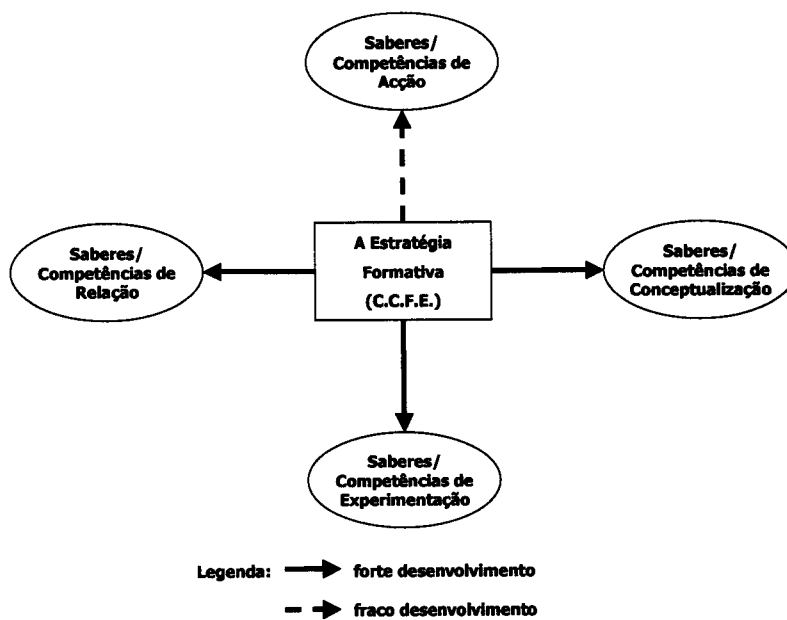 Saberes/
Competências de
Acção
Saberes/
Competências de
Relação
A Estratégia
Formativa
(C.C.F.E.)
Saberes/
Competências de
Conceptualização
Saberes/
Competências de
Experimentação
Legenda:
forte desenvolvimento
fraco desenvolvimento